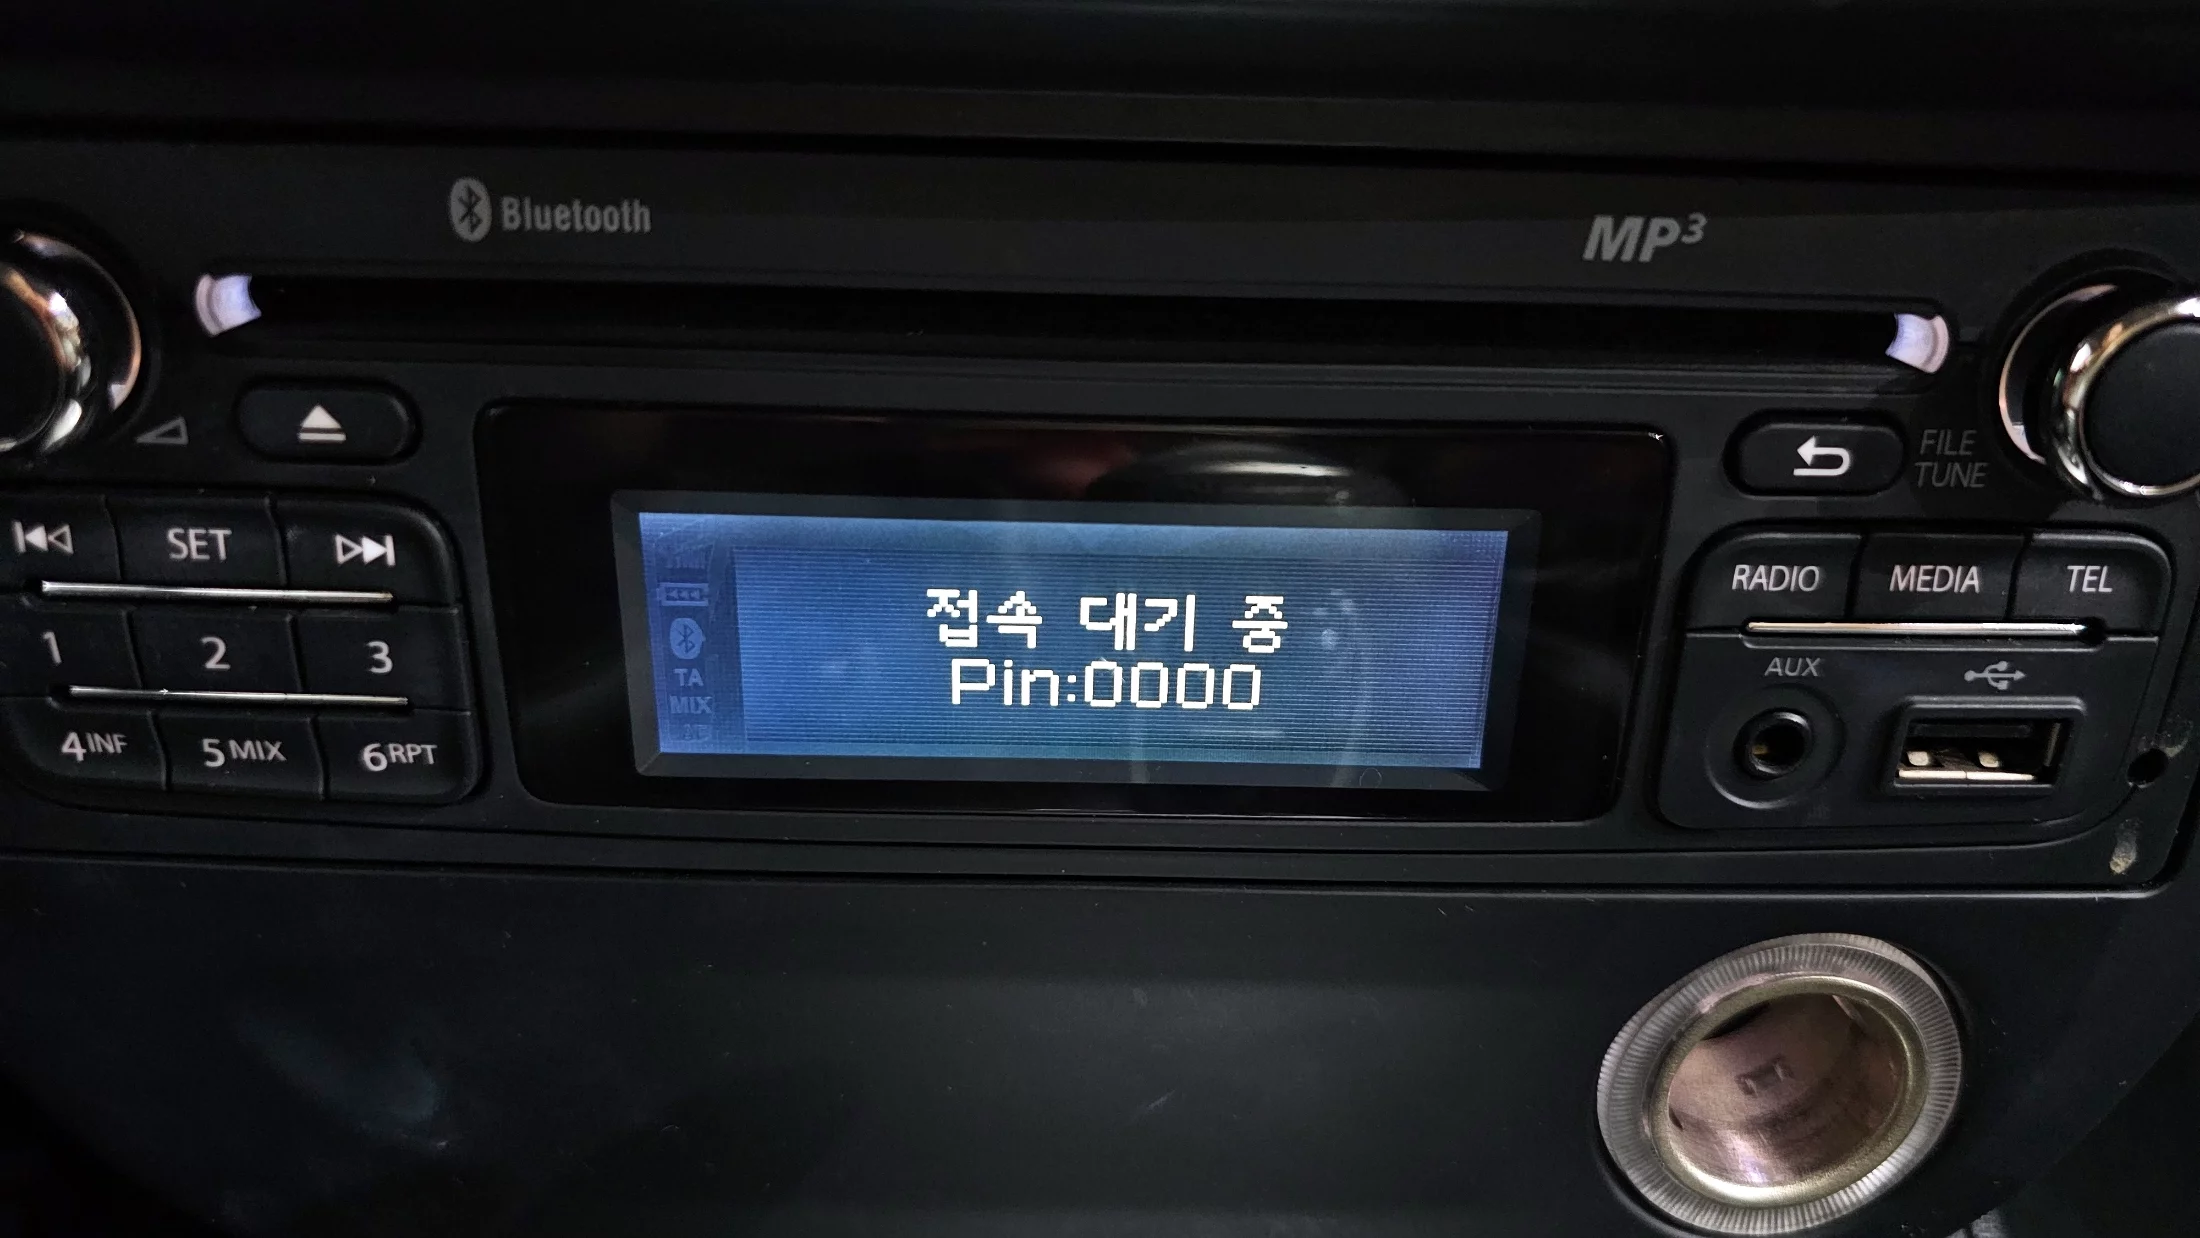 Bluetooth
MP3
FILE
TUNE
SET
RADIO
MEDIA
TEL
1
2
3
4INF
5MIX
6RPT
AUX
TA
MIX
접속 대기 중
Pin:0000